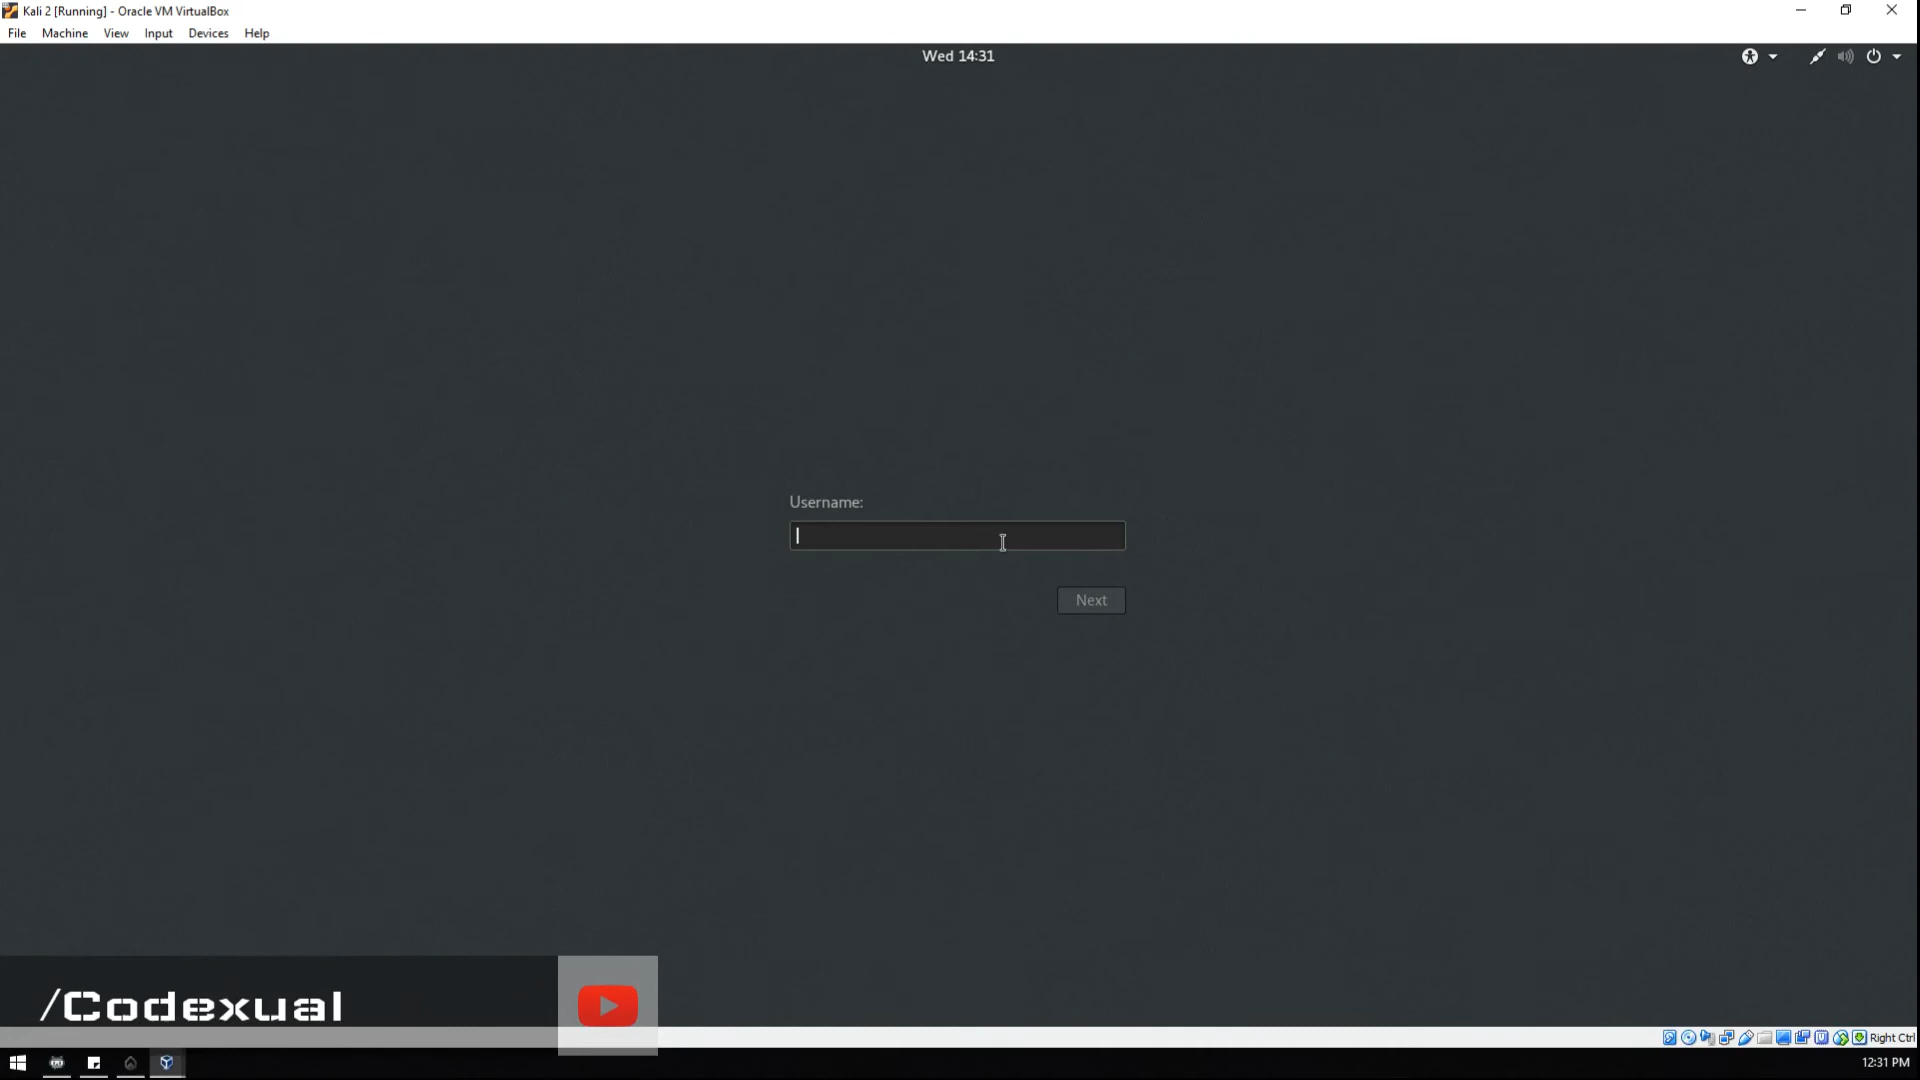 Kali 2 [Running] - Oracle VM VirtualBox
File Machine View Input Devices Help
Wed 14:31
Username:
Next
/Codexual
Right Ctrl
12:31 PM